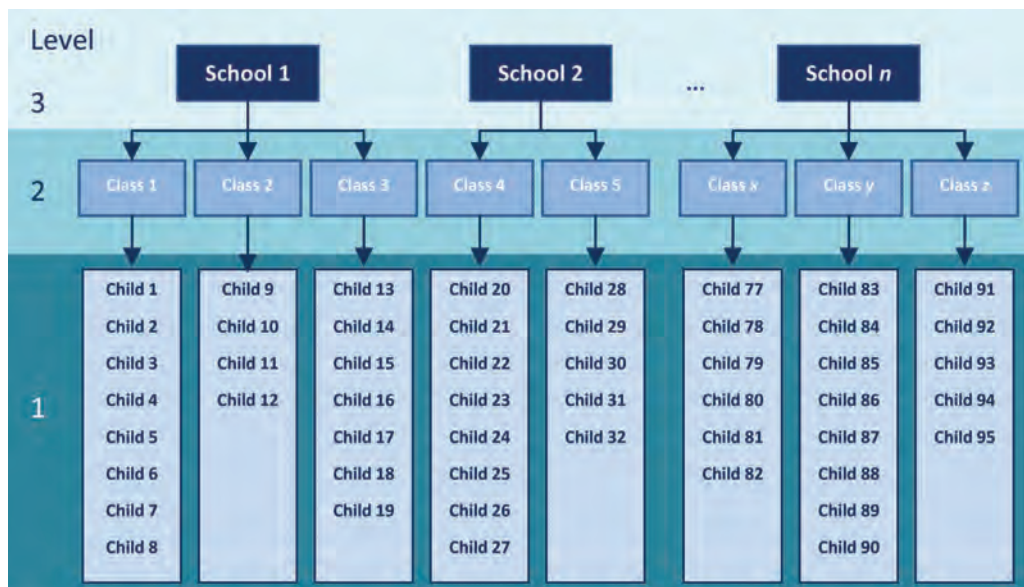 Level
School 1
School 2
...
School n
3
2
Class 1
Class 2
Class 3
Class 4
Class 5
Class x
Class y
Class z
1
Child 1
Child 2
Child 3
Child 4
Child 5
Child 6
Child 7
Child 8
Child 9
Child 10
Child 11
Child 12
Child 13
Child 14
Child 15
Child 16
Child 17
Child 18
Child 19
Child 20
Child 21
Child 22
Child 23
Child 24
Child 25
Child 26
Child 27
Child 28
Child 29
Child 30
Child 31
Child 32
Child 77
Child 78
Child 79
Child 80
Child 81
Child 82
Child 83
Child 84
Child 85
Child 86
Child 87
Child 88
Child 89
Child 90
Child 91
Child 92
Child 93
Child 94
Child 95